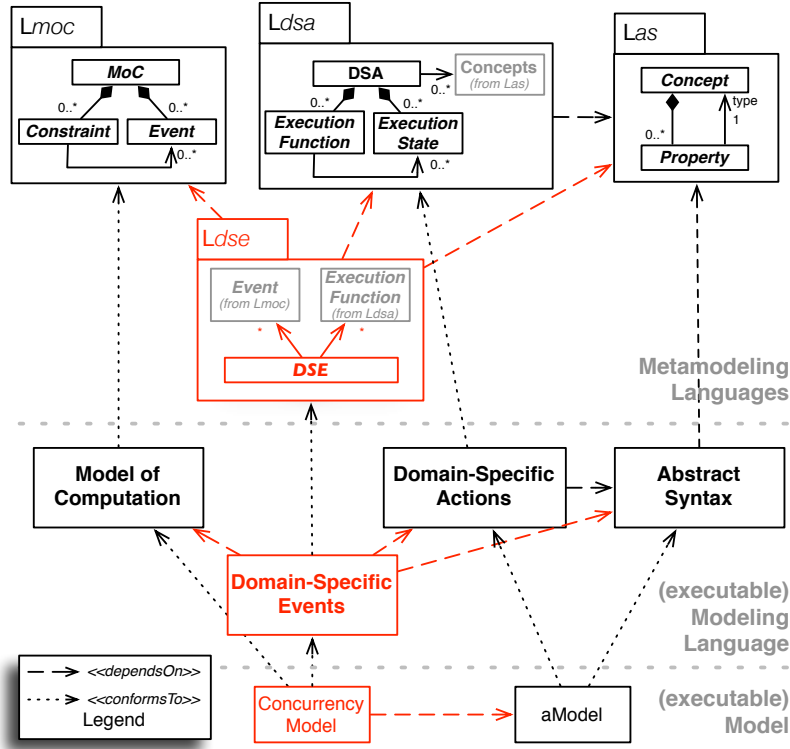 Lmoc
MoC
0..*
0..*
Constraint
Event
0..*
Ldsa
DSA
0..*
Concepts
(from Las)
0..*
0..*
Execution
Function
Execution
State
0..*
Las
Concept
type
1
0..*
Property
Ldse
Event
(from Lmoc)
Execution
Function
(from Ldsa)
*
*
DSE
Metamodeling
Languages
Model of
Computation
Domain-Specific
Actions
Abstract
Syntax
Domain-Specific
Events
(executable)
Modeling
Language
<<dependsOn>>
<<conformsTo>>
Legend
Concurrency
Model
aModel
(executable)
Model